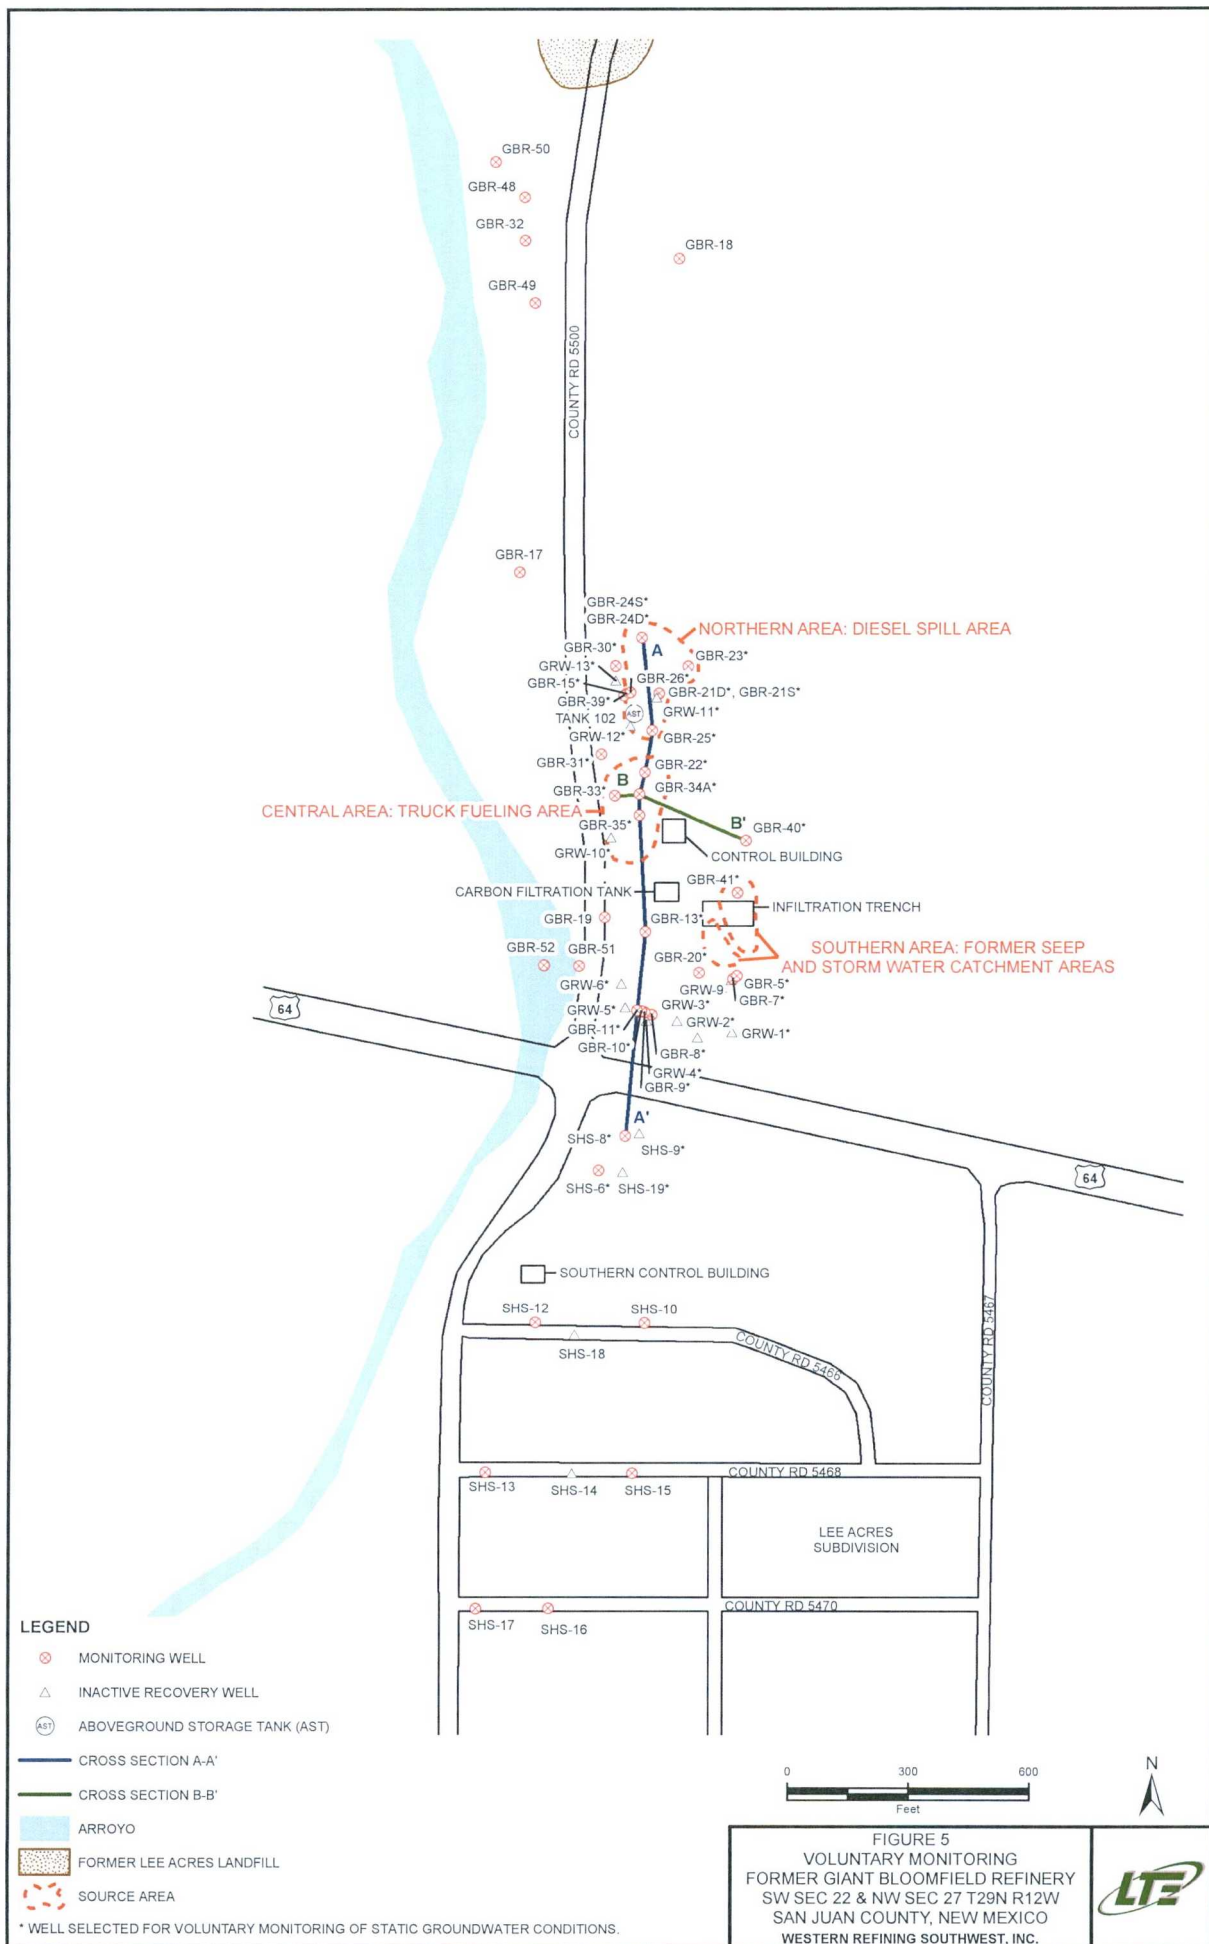 GBR-50
GBR-48
GBR-32
GBR-18
GBR-49
COUNTY RD 5500
GBR-17
GBR-24S*
GBR-24D*
NORTHERN AREA: DIESEL SPILL AREA
A
GBR-30*
GBR-23*
GRW-13*
GBR-26*
GBR-15*
GBR-21D*, GBR-21S*
GBR-39*
AST
GRW-11*
TANK 102
GRW-12*
GBR-25*
GBR-31*
GBR-22*
B
GBR-33*
GBR-34A*
CENTRAL AREA: TRUCK FUELING AREA
GBR-35*
B'
GBR-40*
GRW-10*
CONTROL BUILDING
GBR-41*
CARBON FILTRATION TANK
INFILTRATION TRENCH
GBR-19
GBR-13*
SOUTHERN AREA: FORMER SEEP
AND STORM WATER CATCHMENT AREAS
GBR-52
GBR-51
GBR-20*
GRW-6*
GRW-9
GBR-5*
GBR-7*
64
GRW-5*
GRW-3*
GRW-2*
GBR-11*
GRW-1*
GBR-10*
GBR-8*
GRW-4*
GBR-9*
A'
SHS-8*
SHS-9*
SHS-6*
SHS-19*
64
SOUTHERN CONTROL BUILDING
SHS-12
SHS-10
SHS-18
COUNTY RD 5466
COUNTY RD 5467
COUNTY RD 5468
SHS-13
SHS-14
SHS-15
LEE ACRES
SUBDIVISION
COUNTY RD 5470
SHS-17
SHS-16
LEGEND
MONITORING WELL
INACTIVE RECOVERY WELL
AST
ABOVEGROUND STORAGE TANK (AST)
CROSS SECTION A-A'
CROSS SECTION B-B'
ARROYO
FORMER LEE ACRES LANDFILL
SOURCE AREA
* WELL SELECTED FOR VOLUNTARY MONITORING OF STATIC GROUNDWATER CONDITIONS.
0 300 600
Feet
N
FIGURE 5
VOLUNTARY MONITORING
FORMER GIANT BLOOMFIELD REFINERY
SW SEC 22 & NW SEC 27 T29N R12W
SAN JUAN COUNTY, NEW MEXICO
WESTERN REFINING SOUTHWEST, INC.
LTE